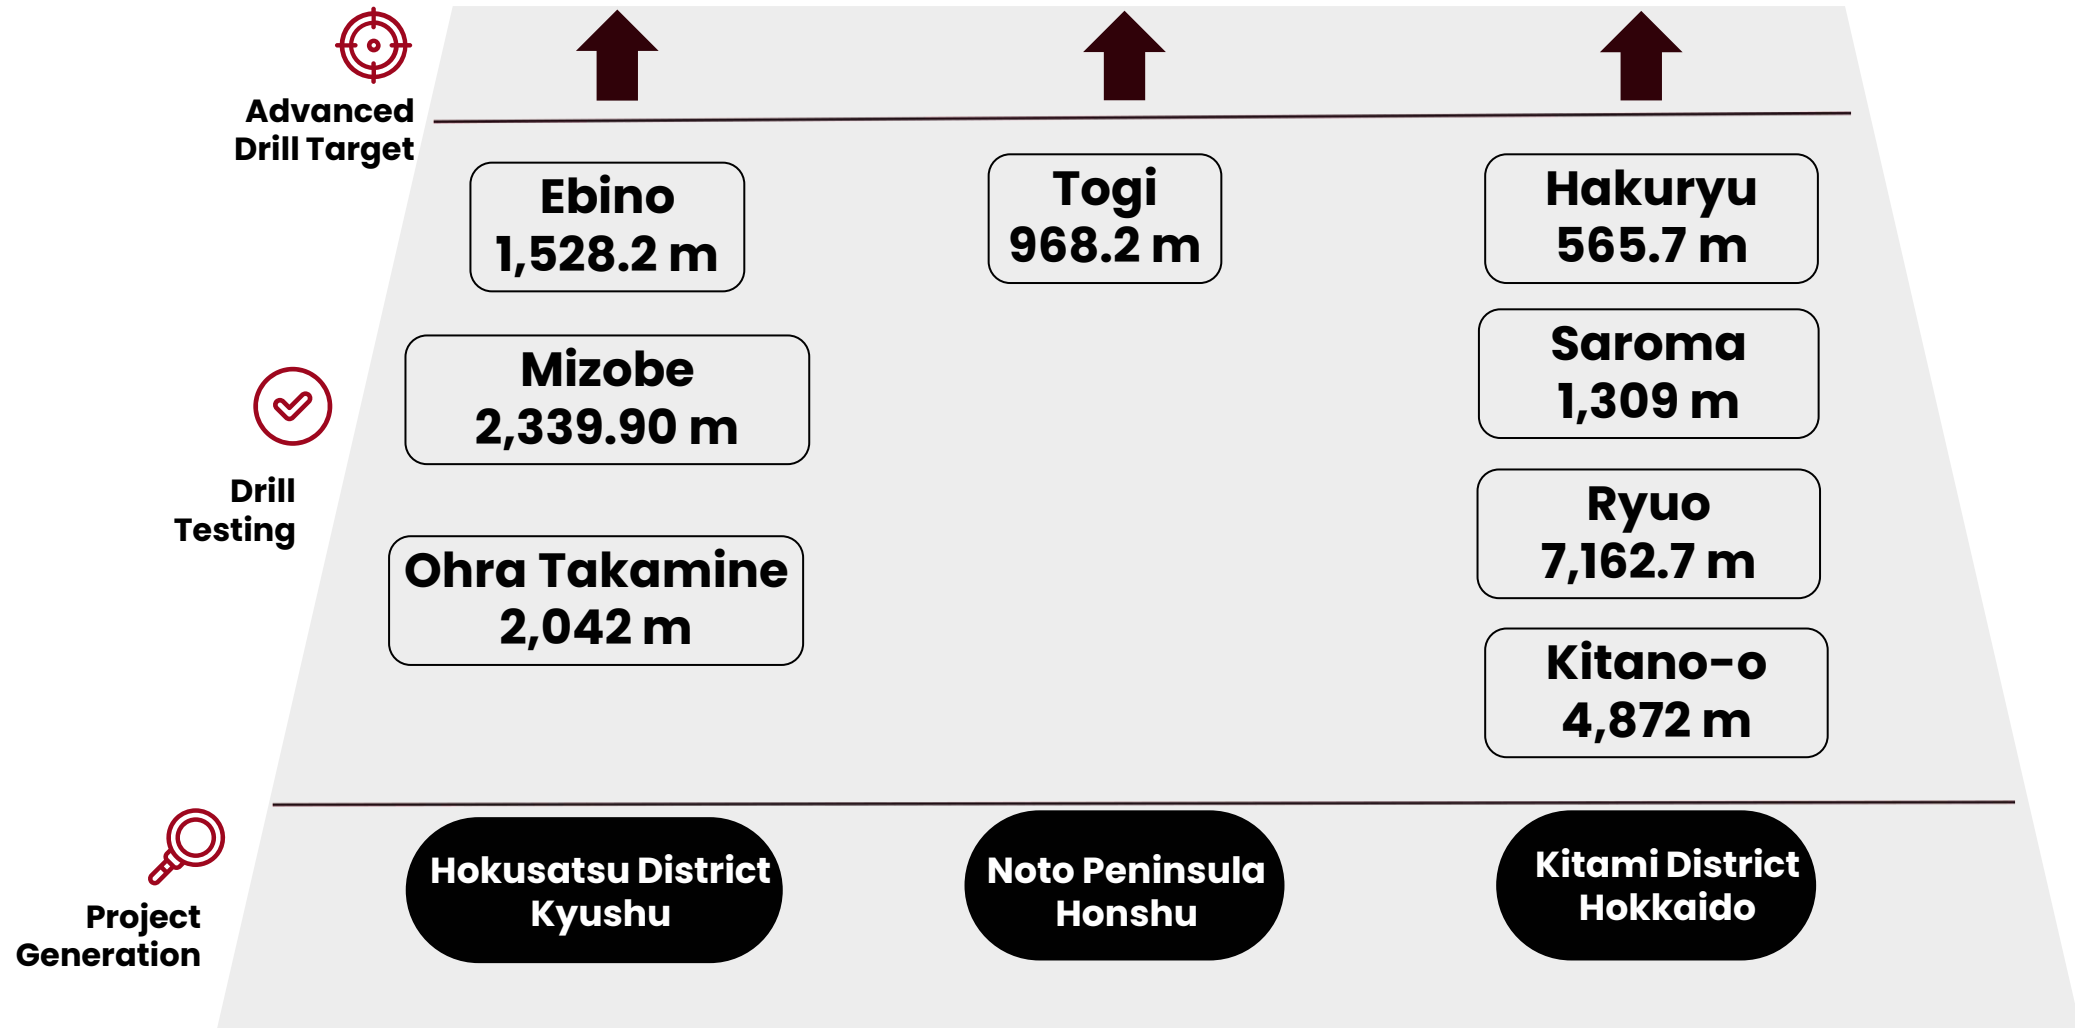 Advanced
Drill Target
Ebino
1,528.2 m
Togi
968.2 m
Hakuryu
565.7 m
Mizobe
2,339.90 m
Saroma
1,309 m
Drill
Testing
Ohra Takamine
2,042 m
Ryuo
7,162.7 m
Kitano-o
4,872 m
Project
Generation
Hokusatsu District
Kyushu
Noto Peninsula
Honshu
Kitami District
Hokkaido